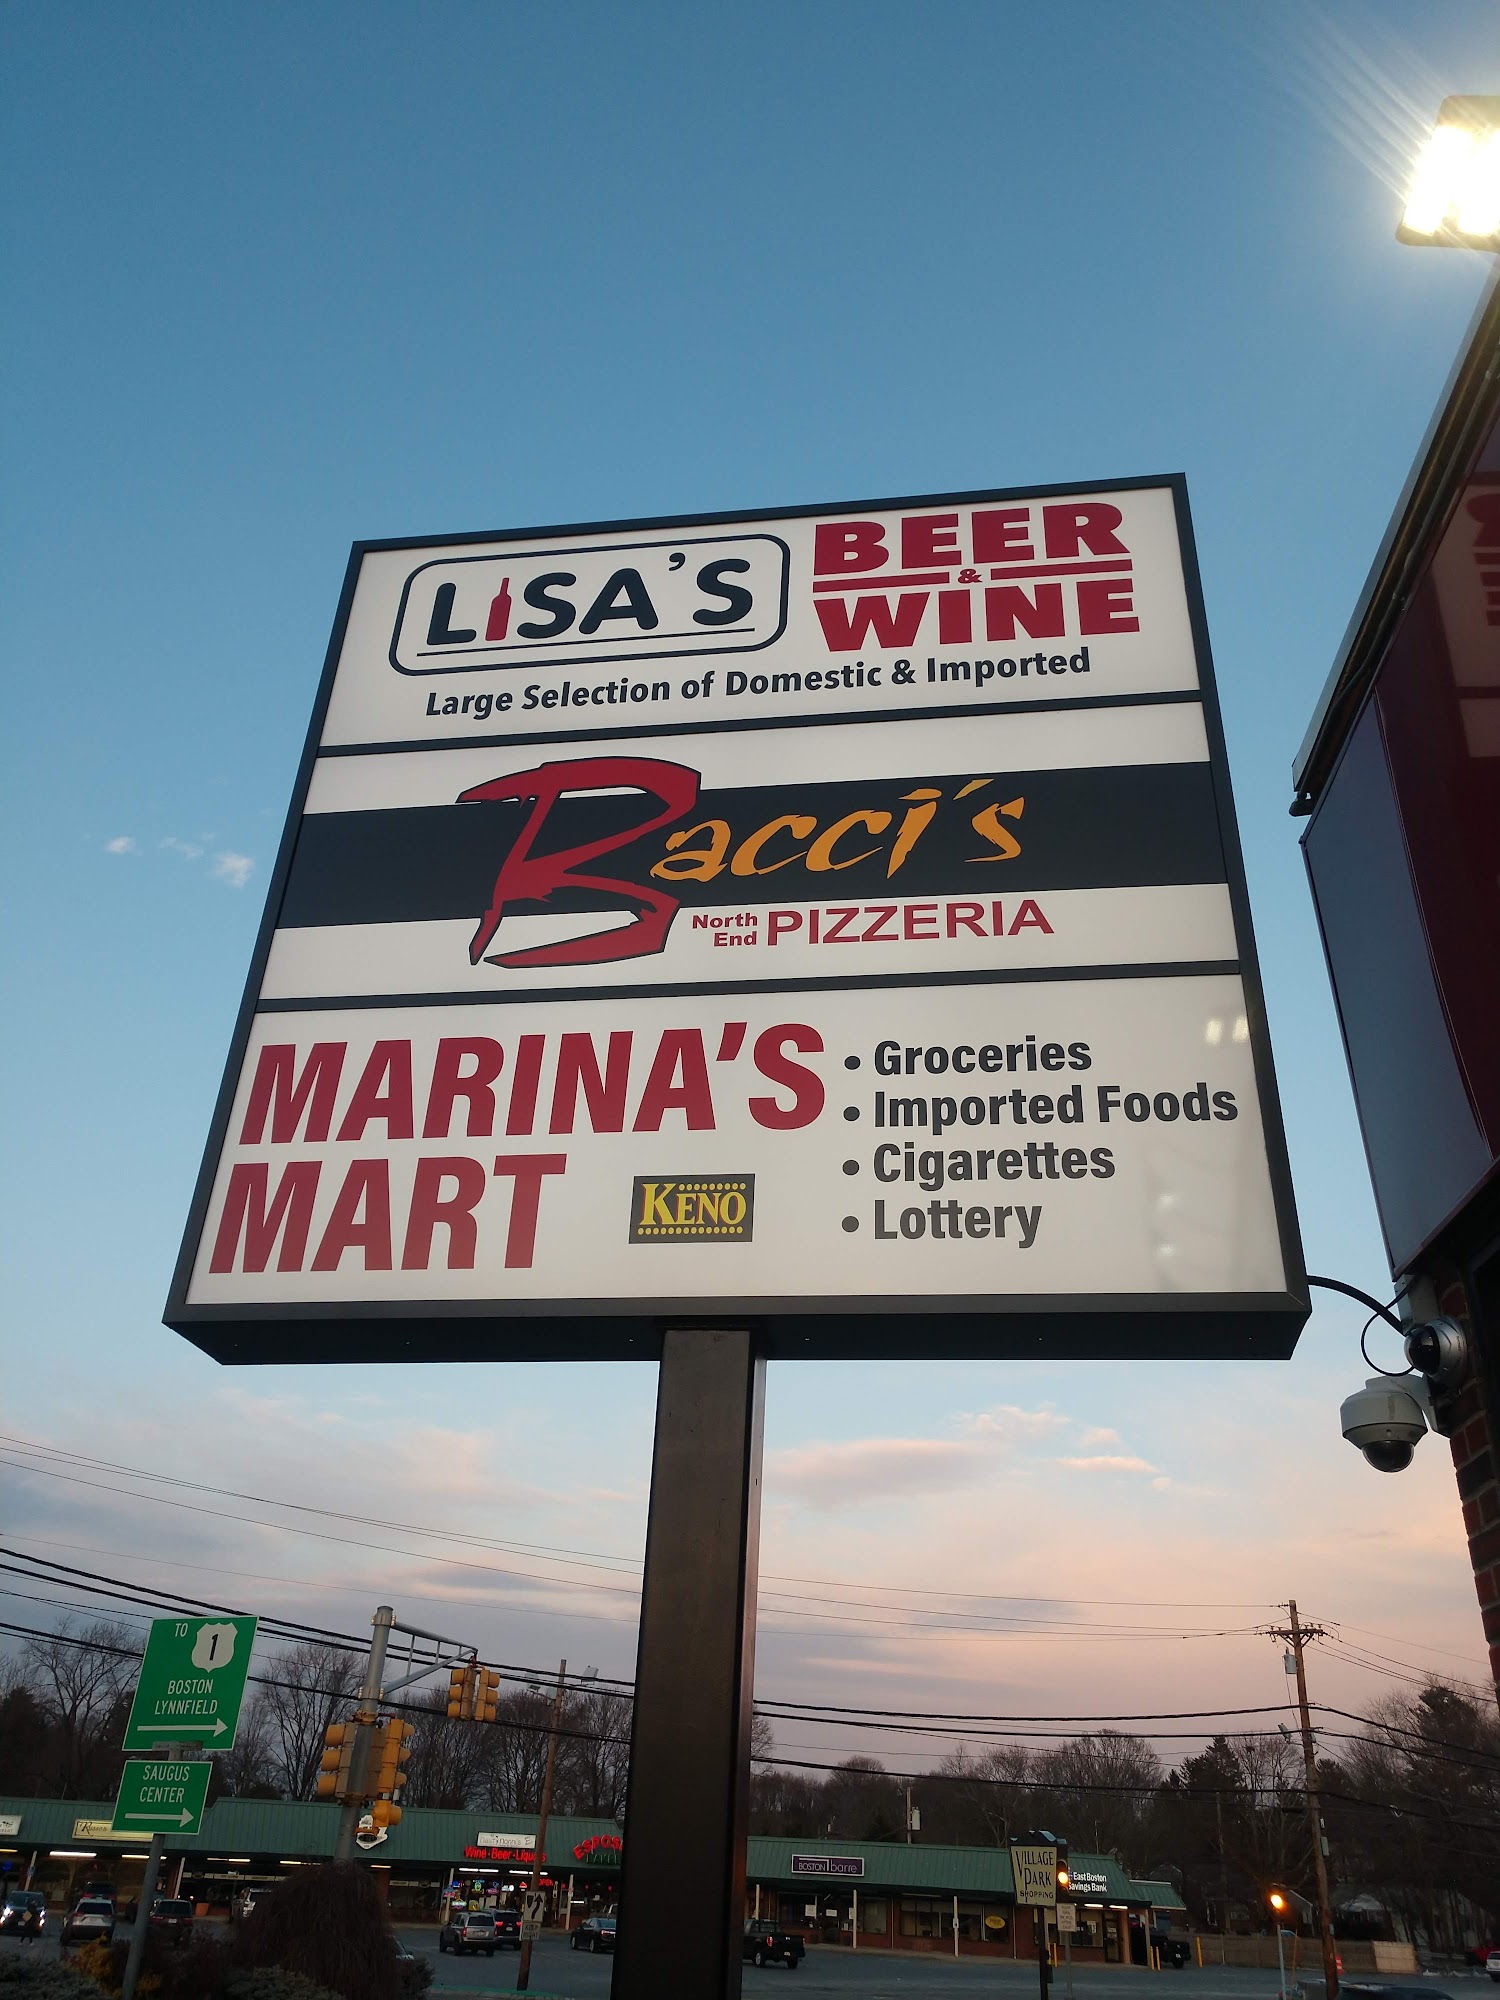 LISA'S
BEER
&
WINE
Large Selection of Domestic & Imported
Bacci's
North
End
PIZZERIA
MARINA'S
MART
KENO
• Groceries
• Imported Foods
• Cigarettes
• Lottery
TO 1
BOSTON
LYNNFIELD
SAUGUS
CENTER
Wine·Beer·Liquors
OPEN
BOSTON barre
VILLAGE
PARK
SHOPPING
East Boston
Savings Bank